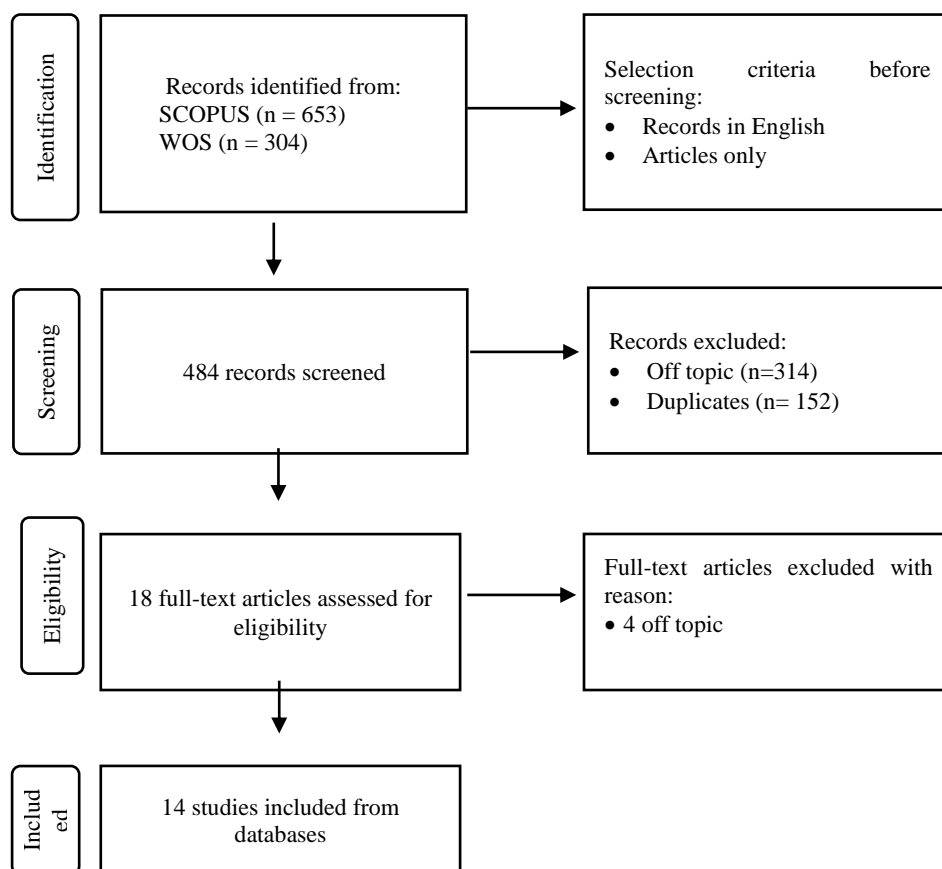 Identification
Records identified from:
SCOPUS (n = 653)
WOS (n = 304)
Selection criteria before
screening:
• Records in English
• Articles only
Screening
484 records screened
Records excluded:
• Off topic (n=314)
• Duplicates (n= 152)
Eligibility
18 full-text articles assessed for
eligibility
Full-text articles excluded with
reason:
• 4 off topic
Includ
ed
14 studies included from
databases